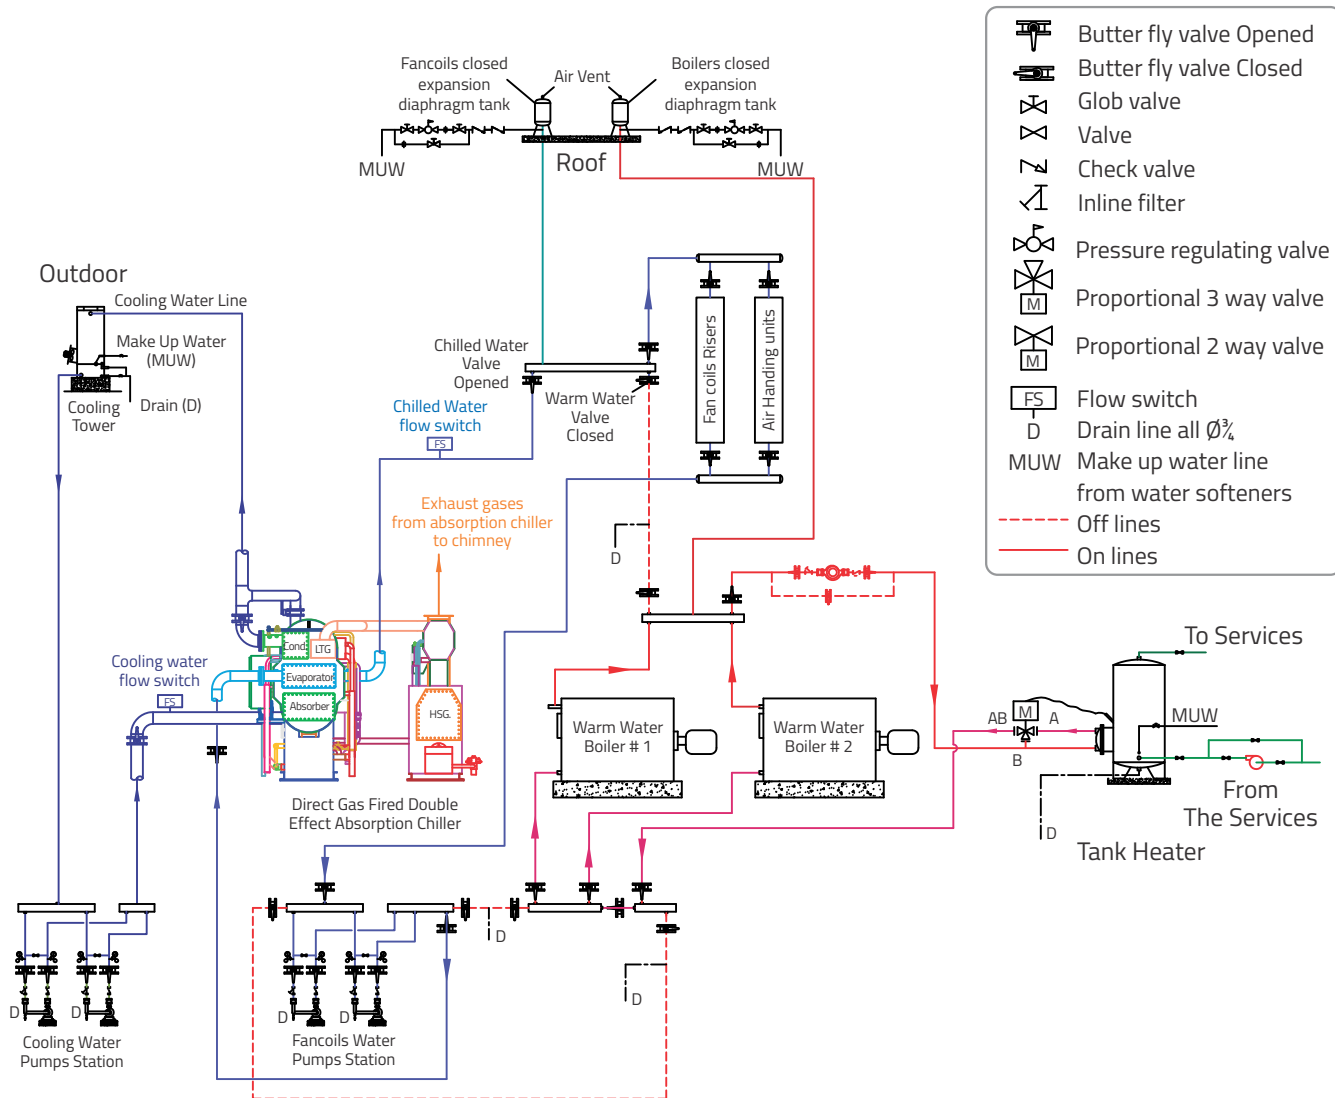 Fancoils closed
expansion
diaphragm tank
Air Vent
Boilers closed
expansion
diaphragm tank
MUW
Roof
MUW
Butter fly valve Opened
Butter fly valve Closed
Glob valve
Valve
Check valve
Inline filter
Pressure regulating valve
M
Proportional 3 way valve
M
Proportional 2 way valve
FS
Flow switch
D
Drain line all Ø¾
MUW
Make up water line
from water softeners
Off lines
On lines
Outdoor
Cooling Water Line
Make Up Water
(MUW)
Drain (D)
Cooling
Tower
Chilled Water
Valve
Opened
Warm Water
Valve
Closed
Fan coils Risers
Air Handing units
Chilled Water
flow switch
FS
Exhaust gases
from absorption chiller
to chimney
D
Cooling water
flow switch
FS
Cond.
LTG
Evaporator
Absorber
HSG.
Direct Gas Fired Double
Effect Absorption Chiller
Warm Water
Boiler # 1
Warm Water
Boiler # 2
To Services
M
AB
A
B
MUW
D
From
The Services
Tank Heater
D
D
D
D
Cooling Water
Pumps Station
D
D
Fancoils Water
Pumps Station